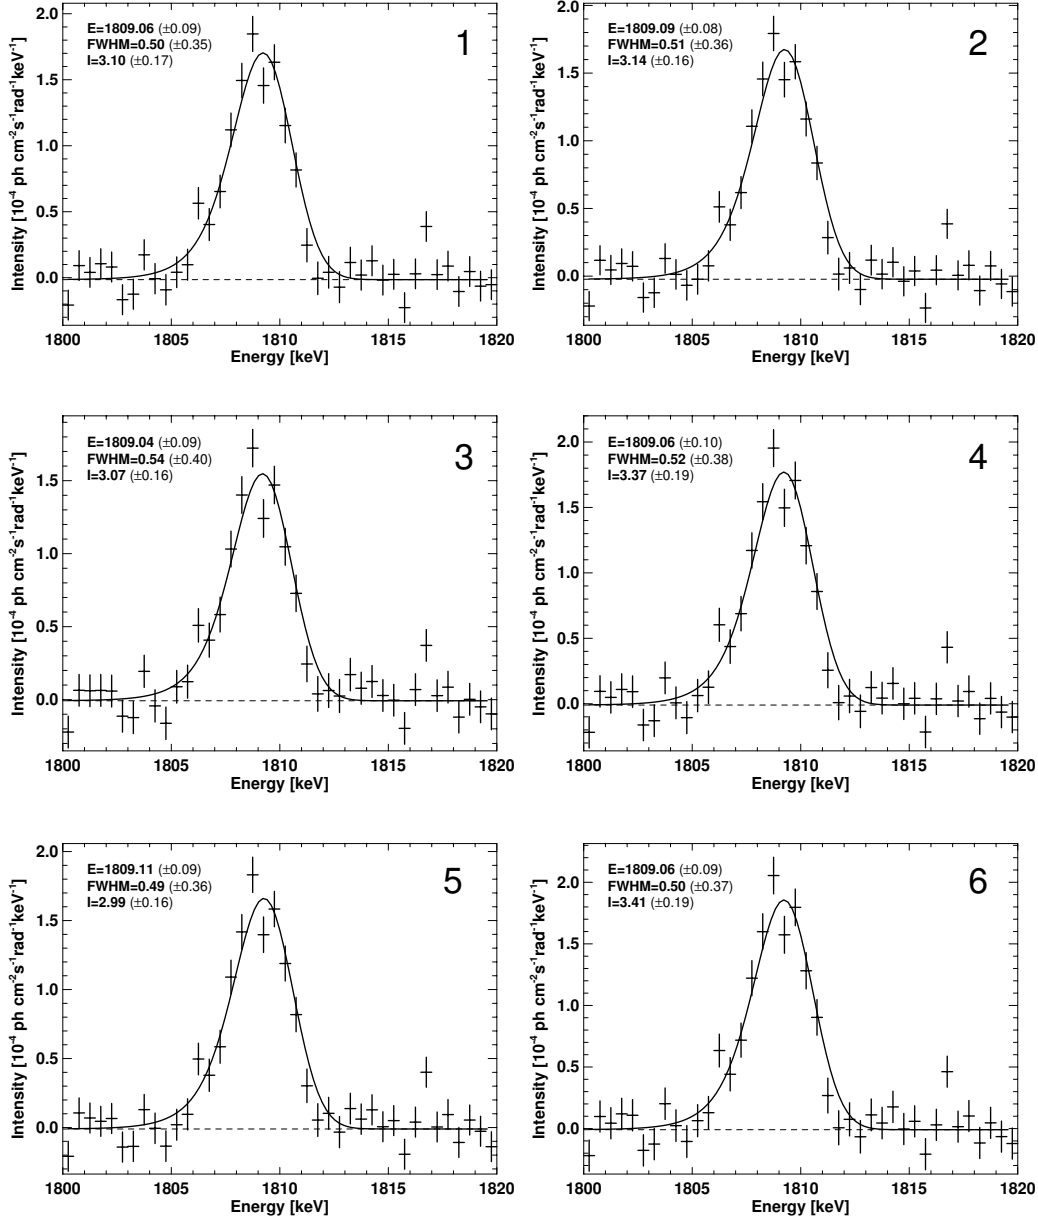 E=1809.06 (±0.09)
FWHM=0.50 (±0.35)
I=3.10 (±0.17)
1
2.0
1.5
1.0
0.5
0.0
Intensity [10⁻⁴ ph cm⁻²s⁻¹rad⁻¹keV⁻¹]
1800 1805 1810 1815 1820
Energy [keV]
E=1809.09 (±0.08)
FWHM=0.51 (±0.36)
I=3.14 (±0.16)
2
2.0
1.5
1.0
0.5
0.0
Intensity [10⁻⁴ ph cm⁻²s⁻¹rad⁻¹keV⁻¹]
1800 1805 1810 1815 1820
Energy [keV]
E=1809.04 (±0.09)
FWHM=0.54 (±0.40)
I=3.07 (±0.16)
3
1.5
1.0
0.5
0.0
Intensity [10⁻⁴ ph cm⁻²s⁻¹rad⁻¹keV⁻¹]
1800 1805 1810 1815 1820
Energy [keV]
E=1809.06 (±0.10)
FWHM=0.52 (±0.38)
I=3.37 (±0.19)
4
2.0
1.5
1.0
0.5
0.0
Intensity [10⁻⁴ ph cm⁻²s⁻¹rad⁻¹keV⁻¹]
1800 1805 1810 1815 1820
Energy [keV]
E=1809.11 (±0.09)
FWHM=0.49 (±0.36)
I=2.99 (±0.16)
5
2.0
1.5
1.0
0.5
0.0
Intensity [10⁻⁴ ph cm⁻²s⁻¹rad⁻¹keV⁻¹]
1800 1805 1810 1815 1820
Energy [keV]
E=1809.06 (±0.09)
FWHM=0.50 (±0.37)
I=3.41 (±0.19)
6
2.0
1.5
1.0
0.5
0.0
Intensity [10⁻⁴ ph cm⁻²s⁻¹rad⁻¹keV⁻¹]
1800 1805 1810 1815 1820
Energy [keV]